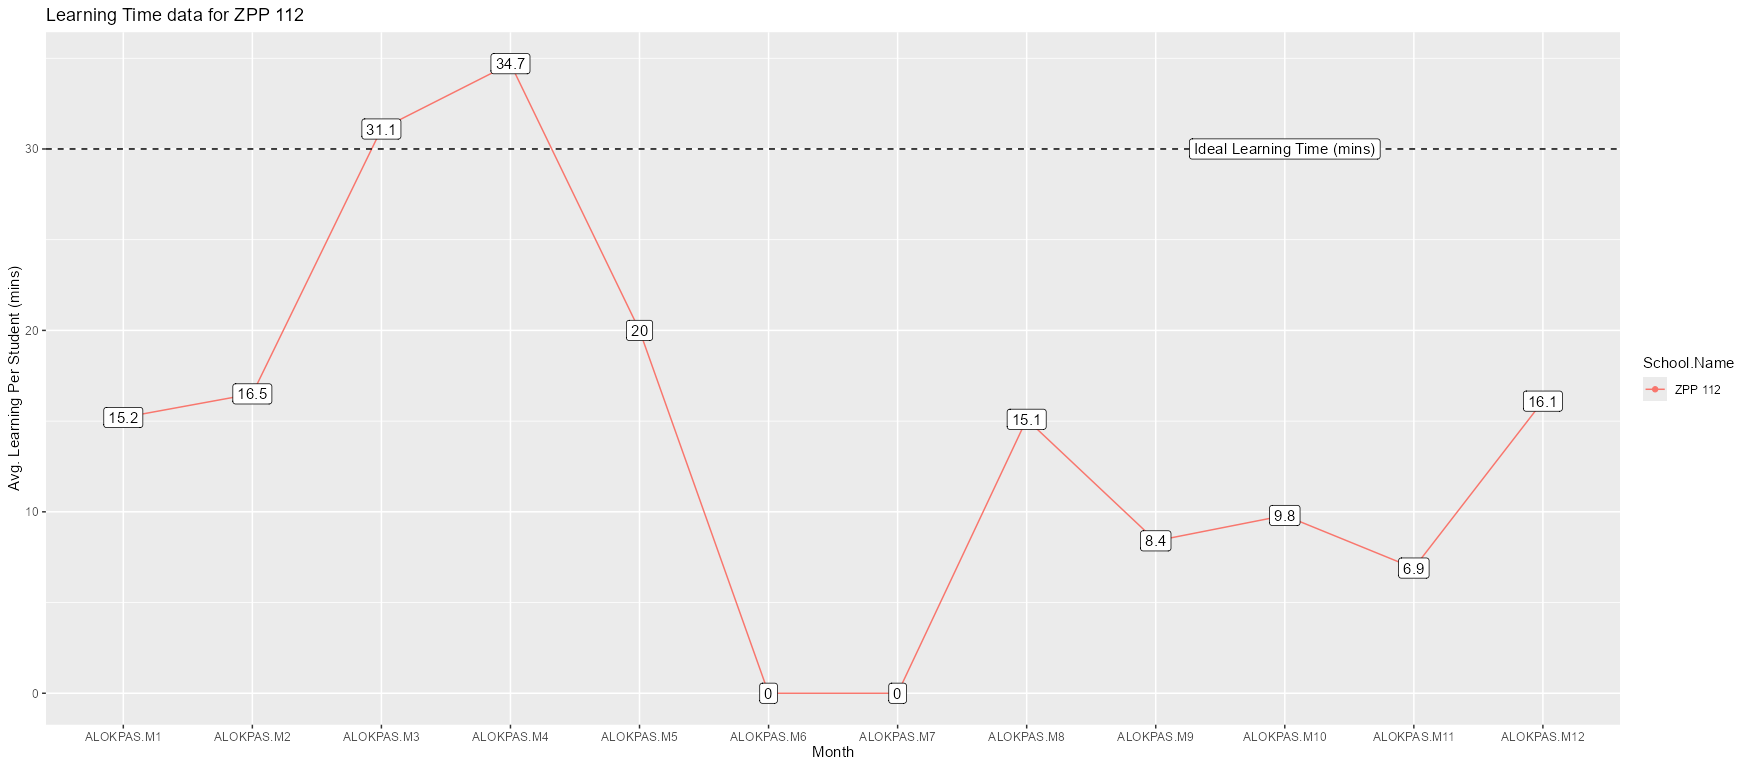 Learning Time data for ZPP 112
Avg. Learning Per Student (mins)
30
20
10
0
15.2
16.5
31.1
34.7
20
0
0
15.1
8.4
9.8
6.9
16.1
Ideal Learning Time (mins)
ALOKPAS.M1 ALOKPAS.M2 ALOKPAS.M3 ALOKPAS.M4 ALOKPAS.M5 ALOKPAS.M6 ALOKPAS.M7 ALOKPAS.M8 ALOKPAS.M9 ALOKPAS.M10 ALOKPAS.M11 ALOKPAS.M12
Month
School.Name
ZPP 112